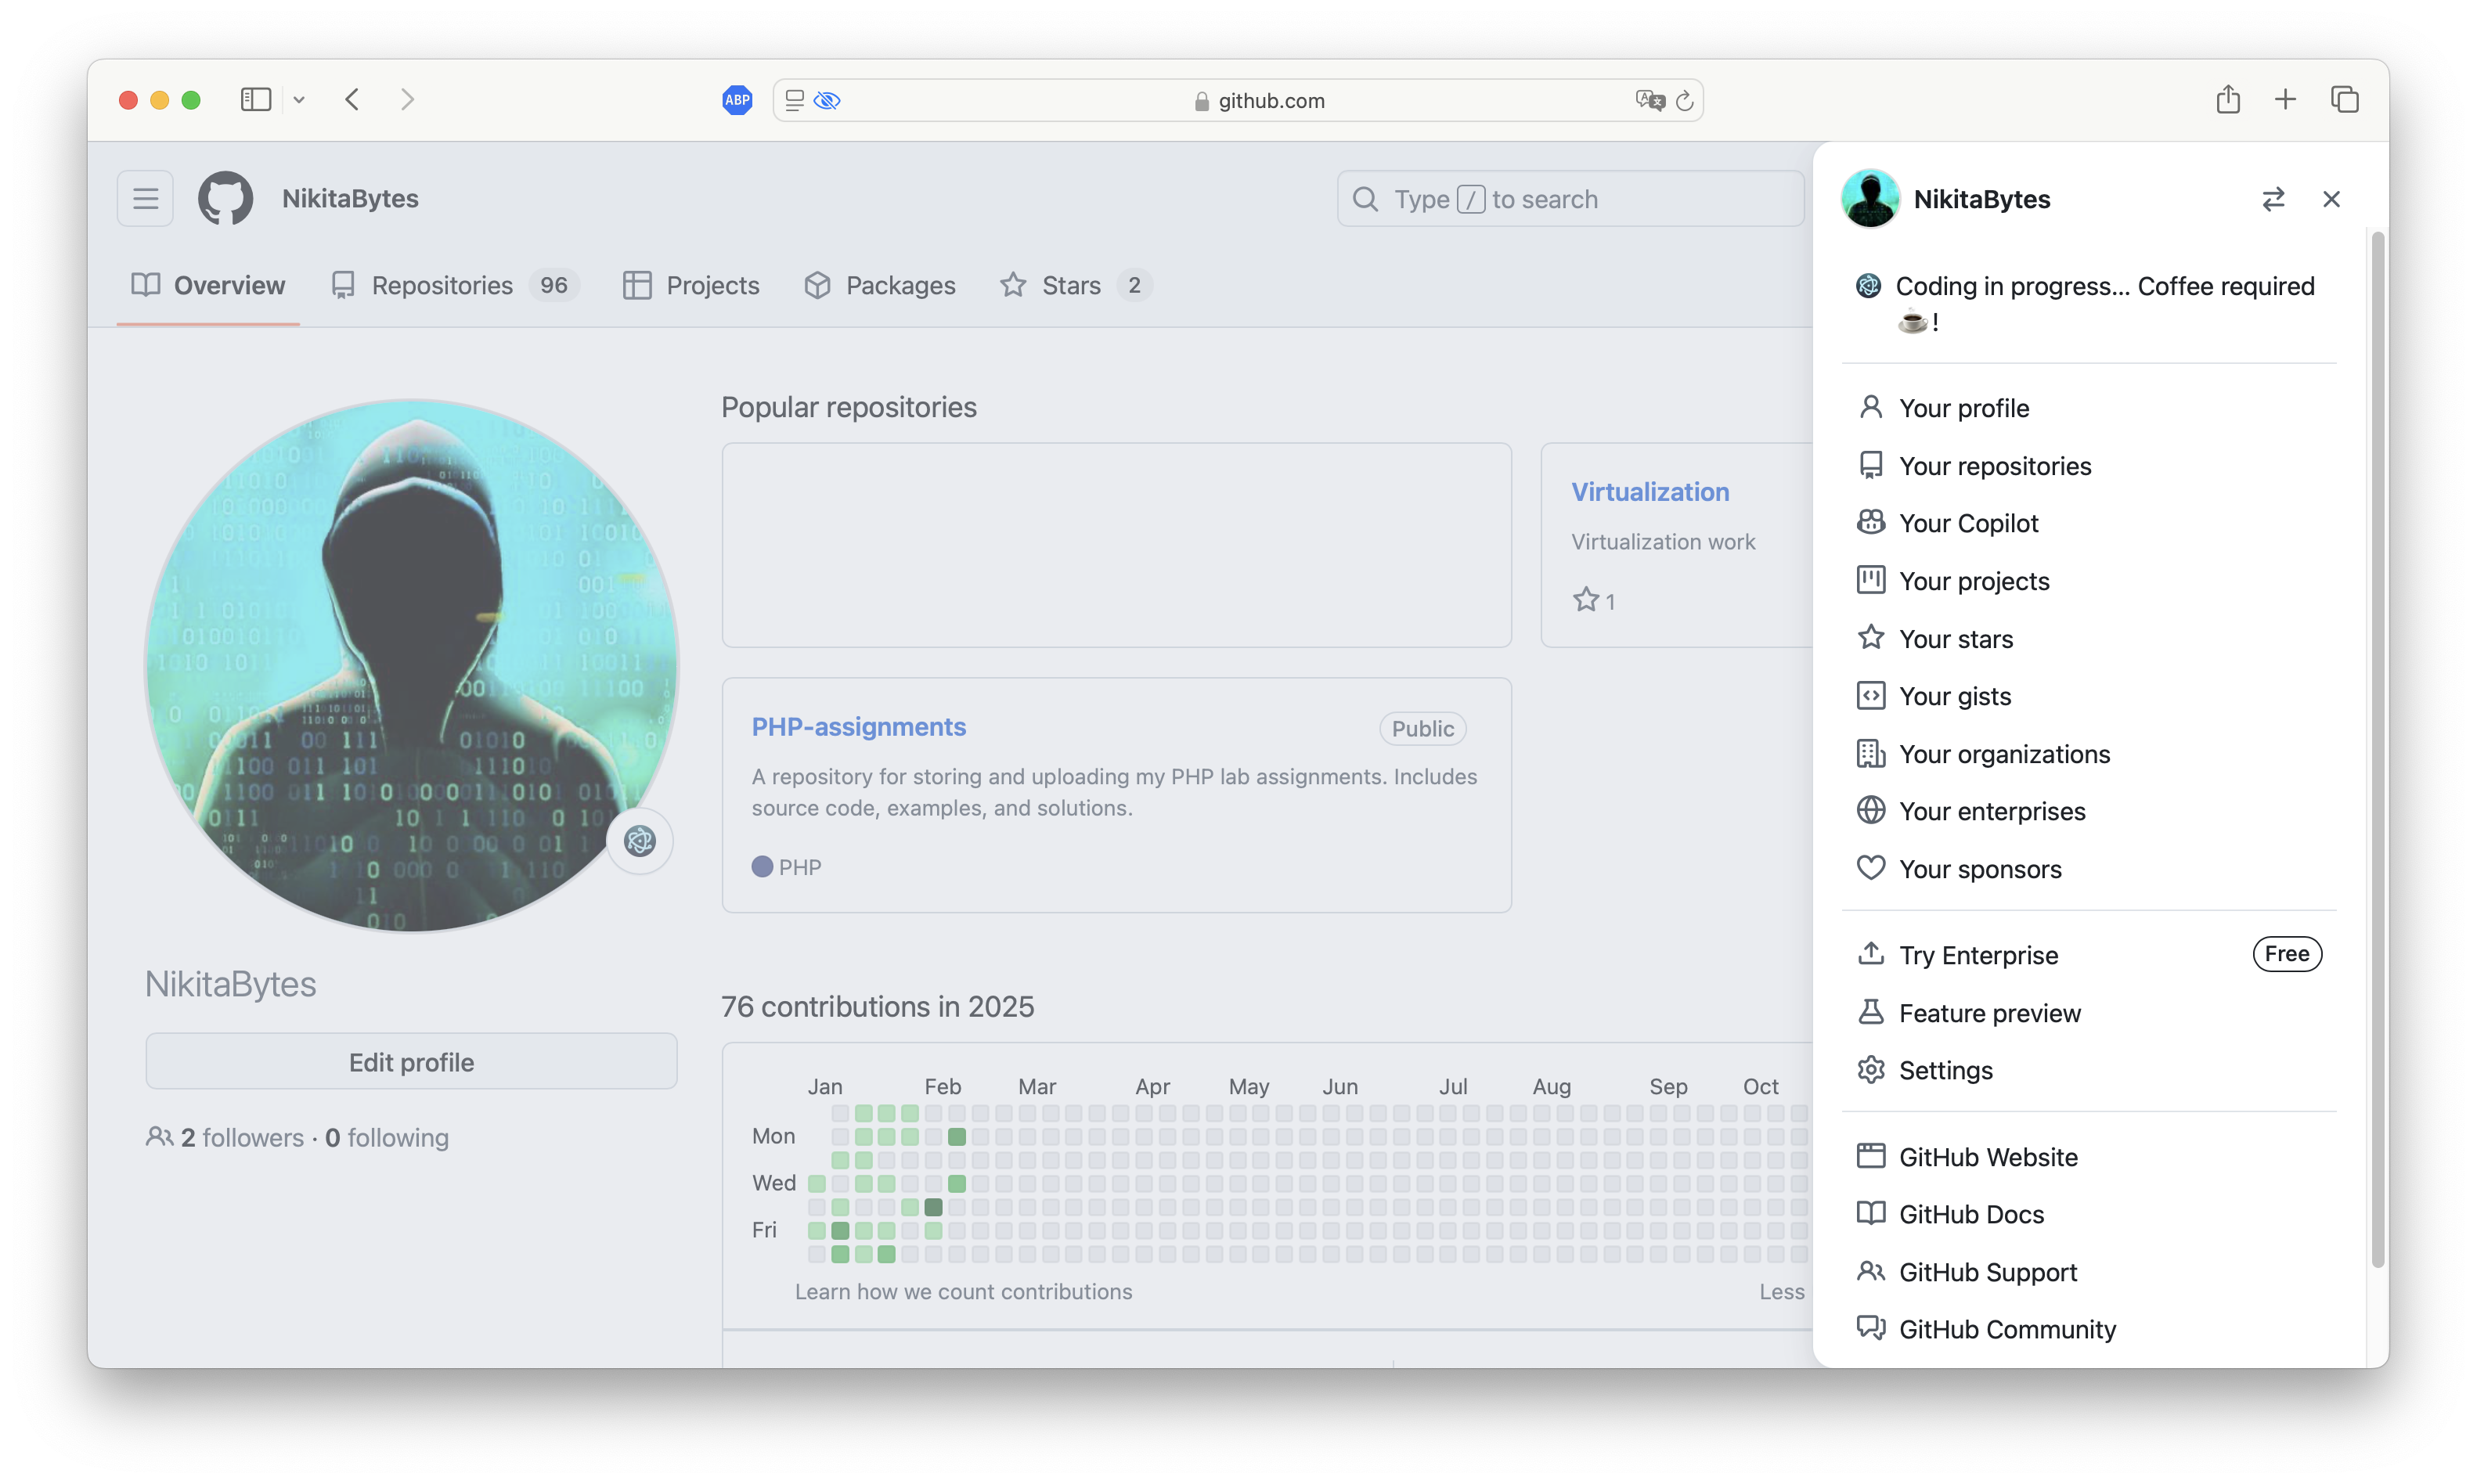 ABP
github.com
NikitaBytes
Type / to search
Overview
Repositories 96
Projects
Packages
Stars 2
NikitaBytes
Edit profile
2 followers · 0 following
Popular repositories
Virtualization
Virtualization work
1
PHP-assignments
Public
A repository for storing and uploading my PHP lab assignments. Includes
source code, examples, and solutions.
PHP
76 contributions in 2025
Jan Feb Mar Apr May Jun Jul Aug Sep Oct
Mon
Wed
Fri
Learn how we count contributions
Less
NikitaBytes
Coding in progress... Coffee required
☕!
Your profile
Your repositories
Your Copilot
Your projects
Your stars
Your gists
Your organizations
Your enterprises
Your sponsors
Try Enterprise
Free
Feature preview
Settings
GitHub Website
GitHub Docs
GitHub Support
GitHub Community